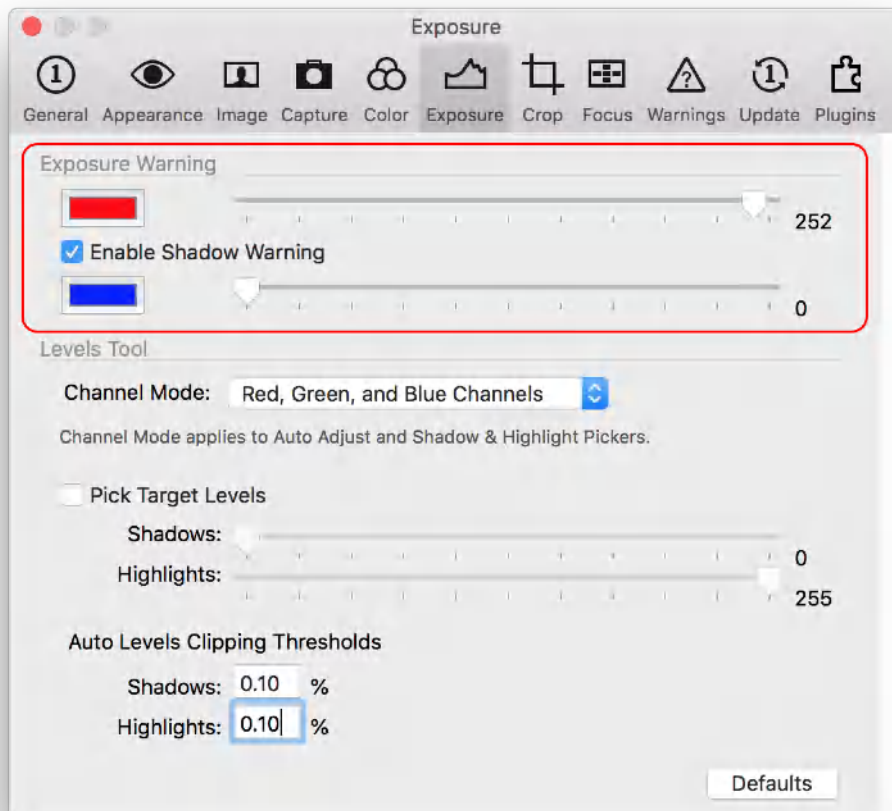 Exposure
1 1
General Appearance Image Capture Color Exposure Crop Focus Warnings Update Plugins
Exposure Warning
252
Enable Shadow Warning
0
Levels Tool
Channel Mode: Red, Green, and Blue Channels
Channel Mode applies to Auto Adjust and Shadow & Highlight Pickers.
Pick Target Levels
Shadows: 0
Highlights: 255
Auto Levels Clipping Thresholds
Shadows: 0.10 %
Highlights: 0.10 %
Defaults